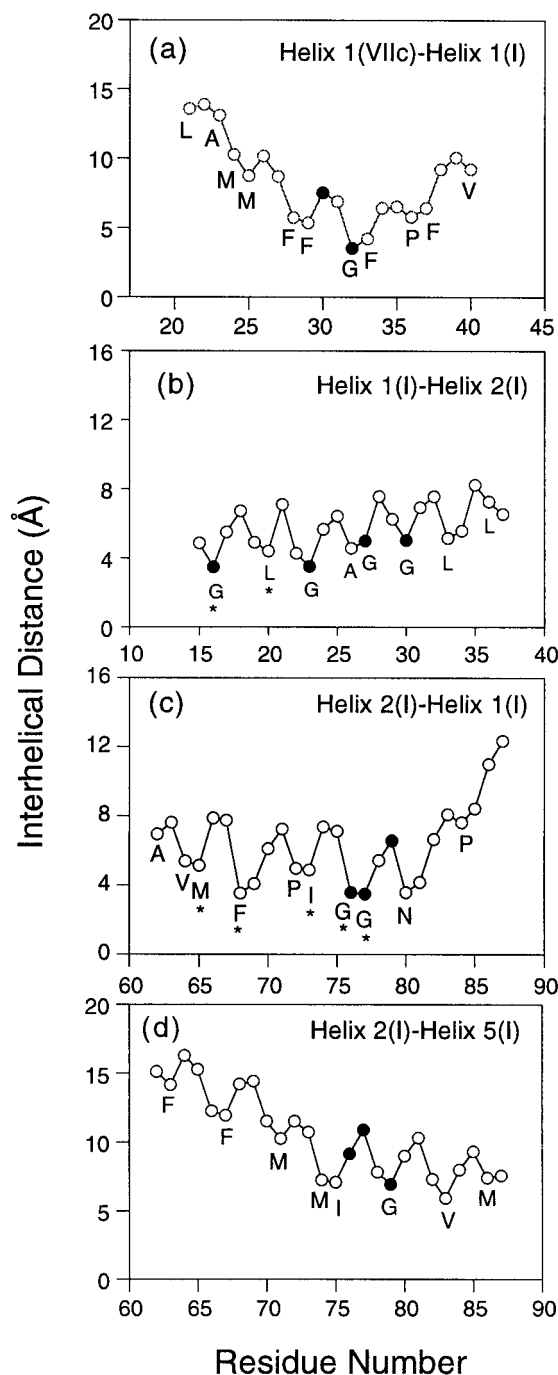 Interhelical Distance (Å)
(a) Helix 1(VIIc)-Helix 1(I)
20
15
10
5
0
L
A
M
M
F
F
G
F
P
F
V
20 25 30 35 40 45
(b) Helix 1(I)-Helix 2(I)
16
12
8
4
0
G
*
L
*
G
A
G
G
L
L
10 15 20 25 30 35 40
(c) Helix 2(I)-Helix 1(I)
16
12
8
4
0
A
V
M
*
F
*
P
I
*
G
*
G
*
N
P
60 65 70 75 80 85 90
(d) Helix 2(I)-Helix 5(I)
20
15
10
5
0
F
F
M
M
I
G
V
M
60 65 70 75 80 85 90
Residue Number